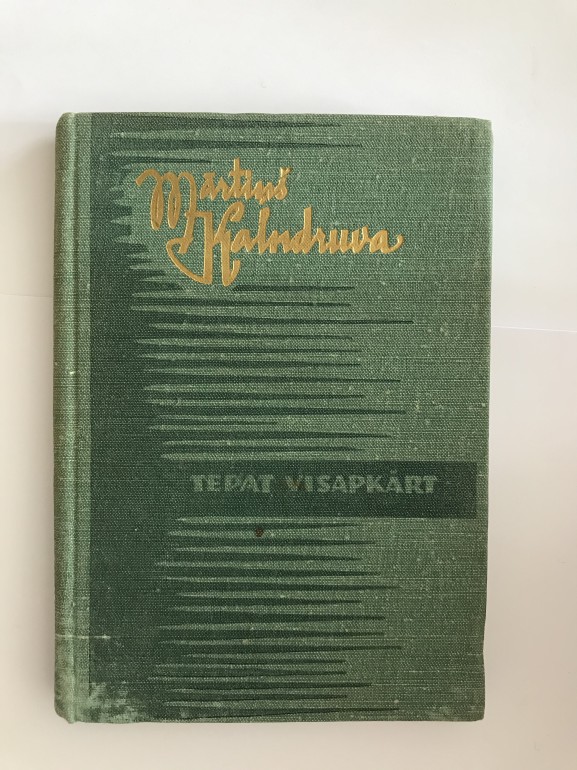 Mārtiņš
Kalndruva
TEPAT VISAPKĀRT